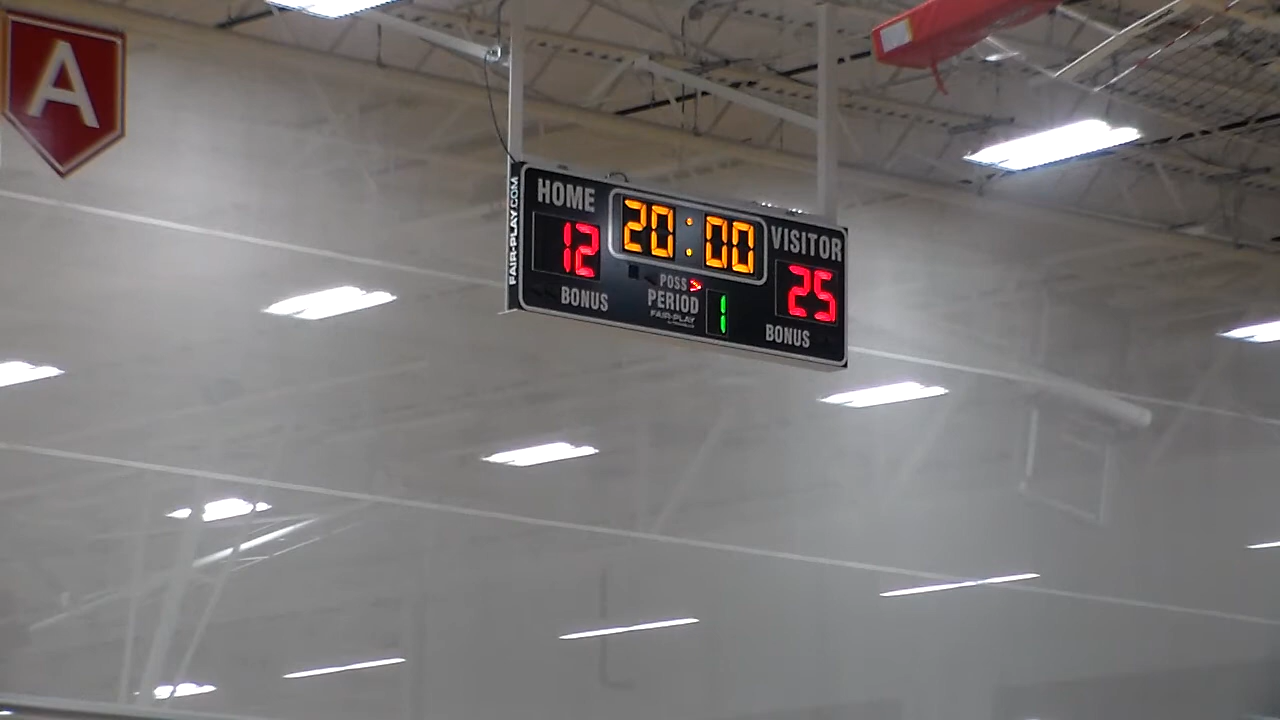 A
FAIR-PLAY.COM
HOME
20:00
VISITOR
12
25
POSS >
BONUS
PERIOD
1
FAIR-PLAY
BONUS